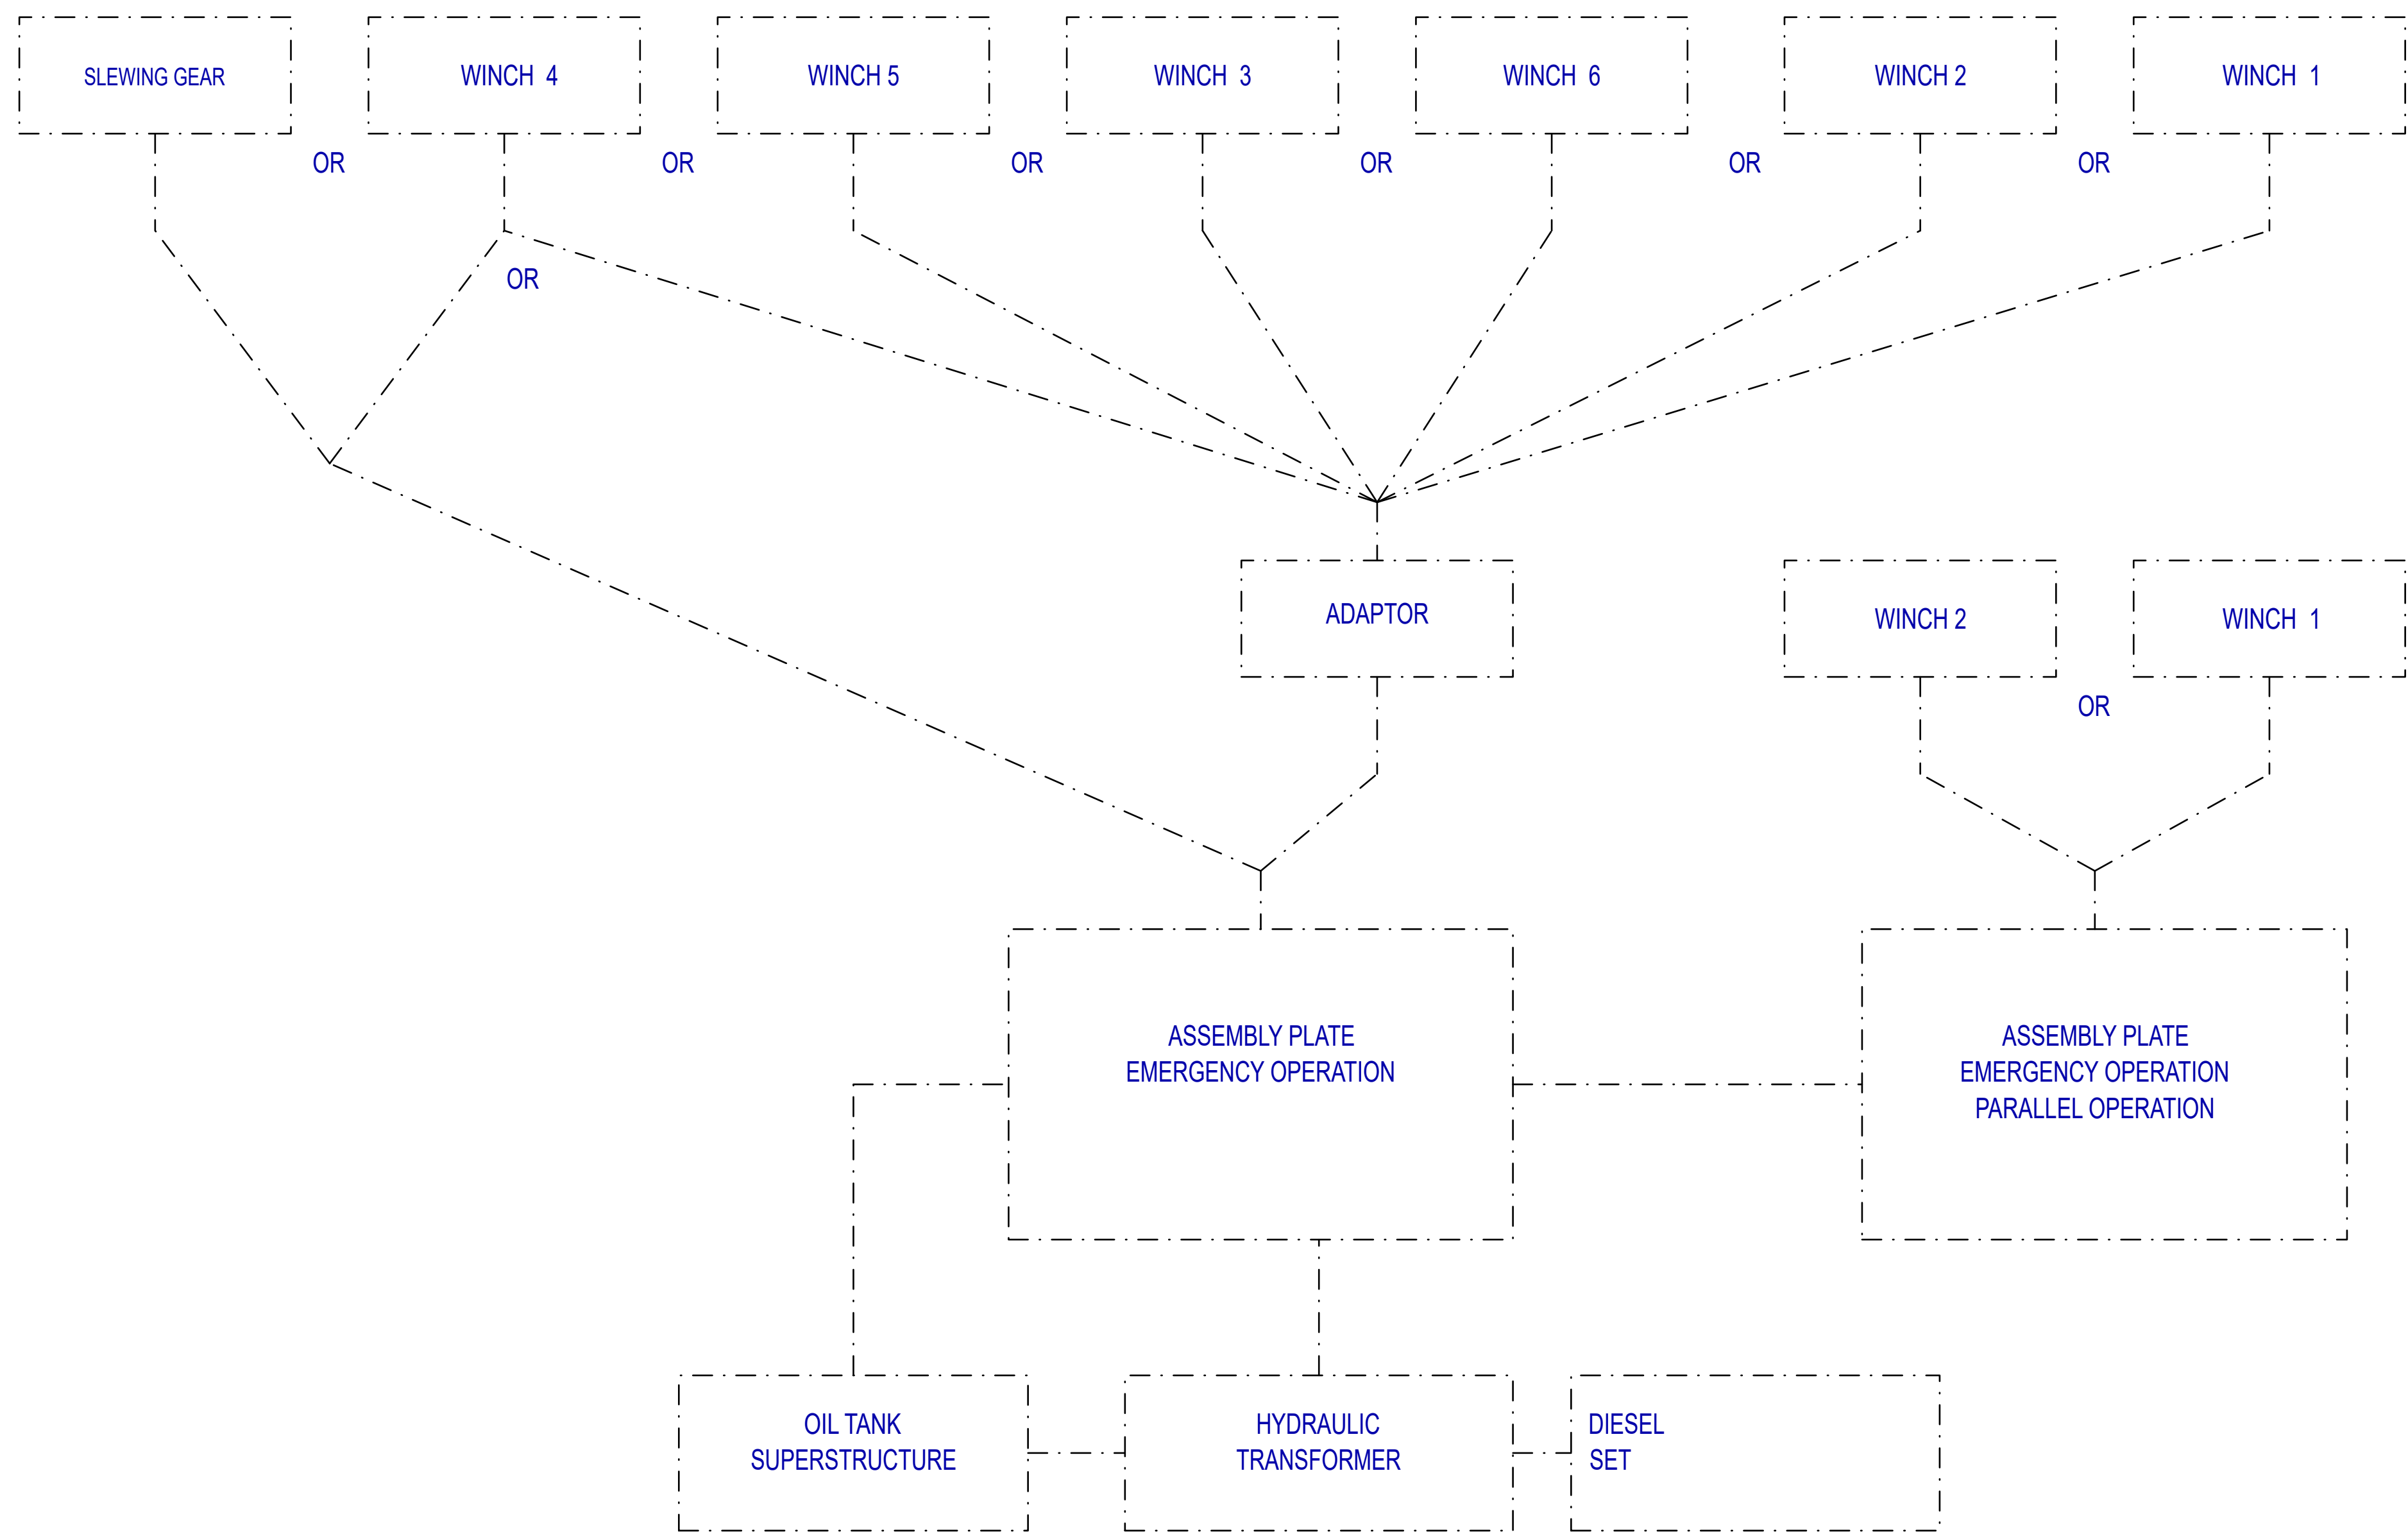 SLEWING GEAR
WINCH  4
WINCH 5
WINCH  3
WINCH  6
WINCH 2
WINCH  1
OR
OR
OR
OR
OR
OR
OR
ADAPTOR
WINCH 2
WINCH  1
OR
ASSEMBLY PLATE
EMERGENCY OPERATION
ASSEMBLY PLATE
EMERGENCY OPERATION
PARALLEL OPERATION
OIL TANK
SUPERSTRUCTURE
HYDRAULIC
TRANSFORMER
DIESEL
SET